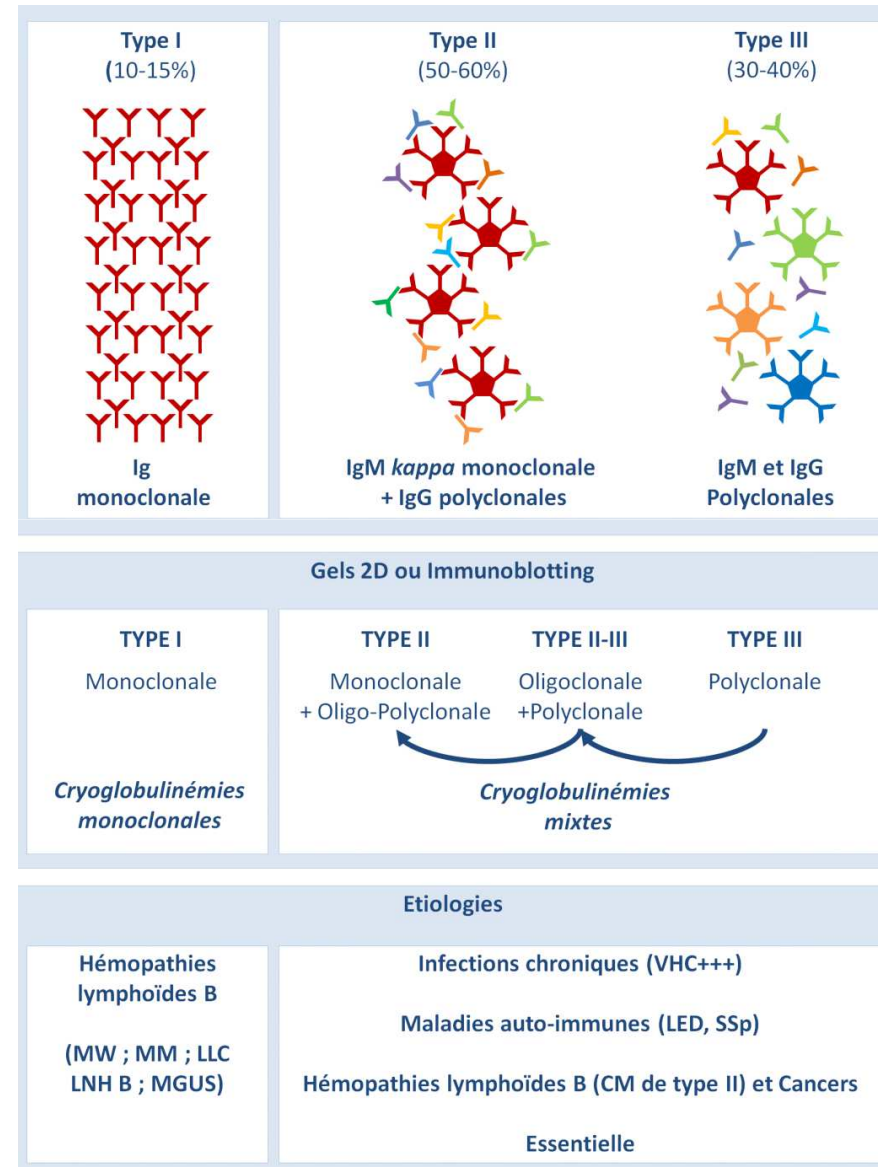 Type I
(10-15%)
Type II
(50-60%)
Type III
(30-40%)
Ig
monoclonale
IgM kappa monoclonale
+ IgG polyclonales
IgM et IgG
Polyclonales
Gels 2D ou Immunoblotting
TYPE I
Monoclonale
Cryoglobulinémies
monoclonales
TYPE II
Monoclonale
+ Oligo-Polyclonale
TYPE II-III
Oligoclonale
+Polyclonale
TYPE III
Polyclonale
Cryoglobulinémies
mixtes
Etiologies
Hémopathies
lymphoïdes B
(MW ; MM ; LLC
LNH B ; MGUS)
Infections chroniques (VHC+++)
Maladies auto-immunes (LED, SSp)
Hémopathies lymphoïdes B (CM de type II) et Cancers
Essentielle